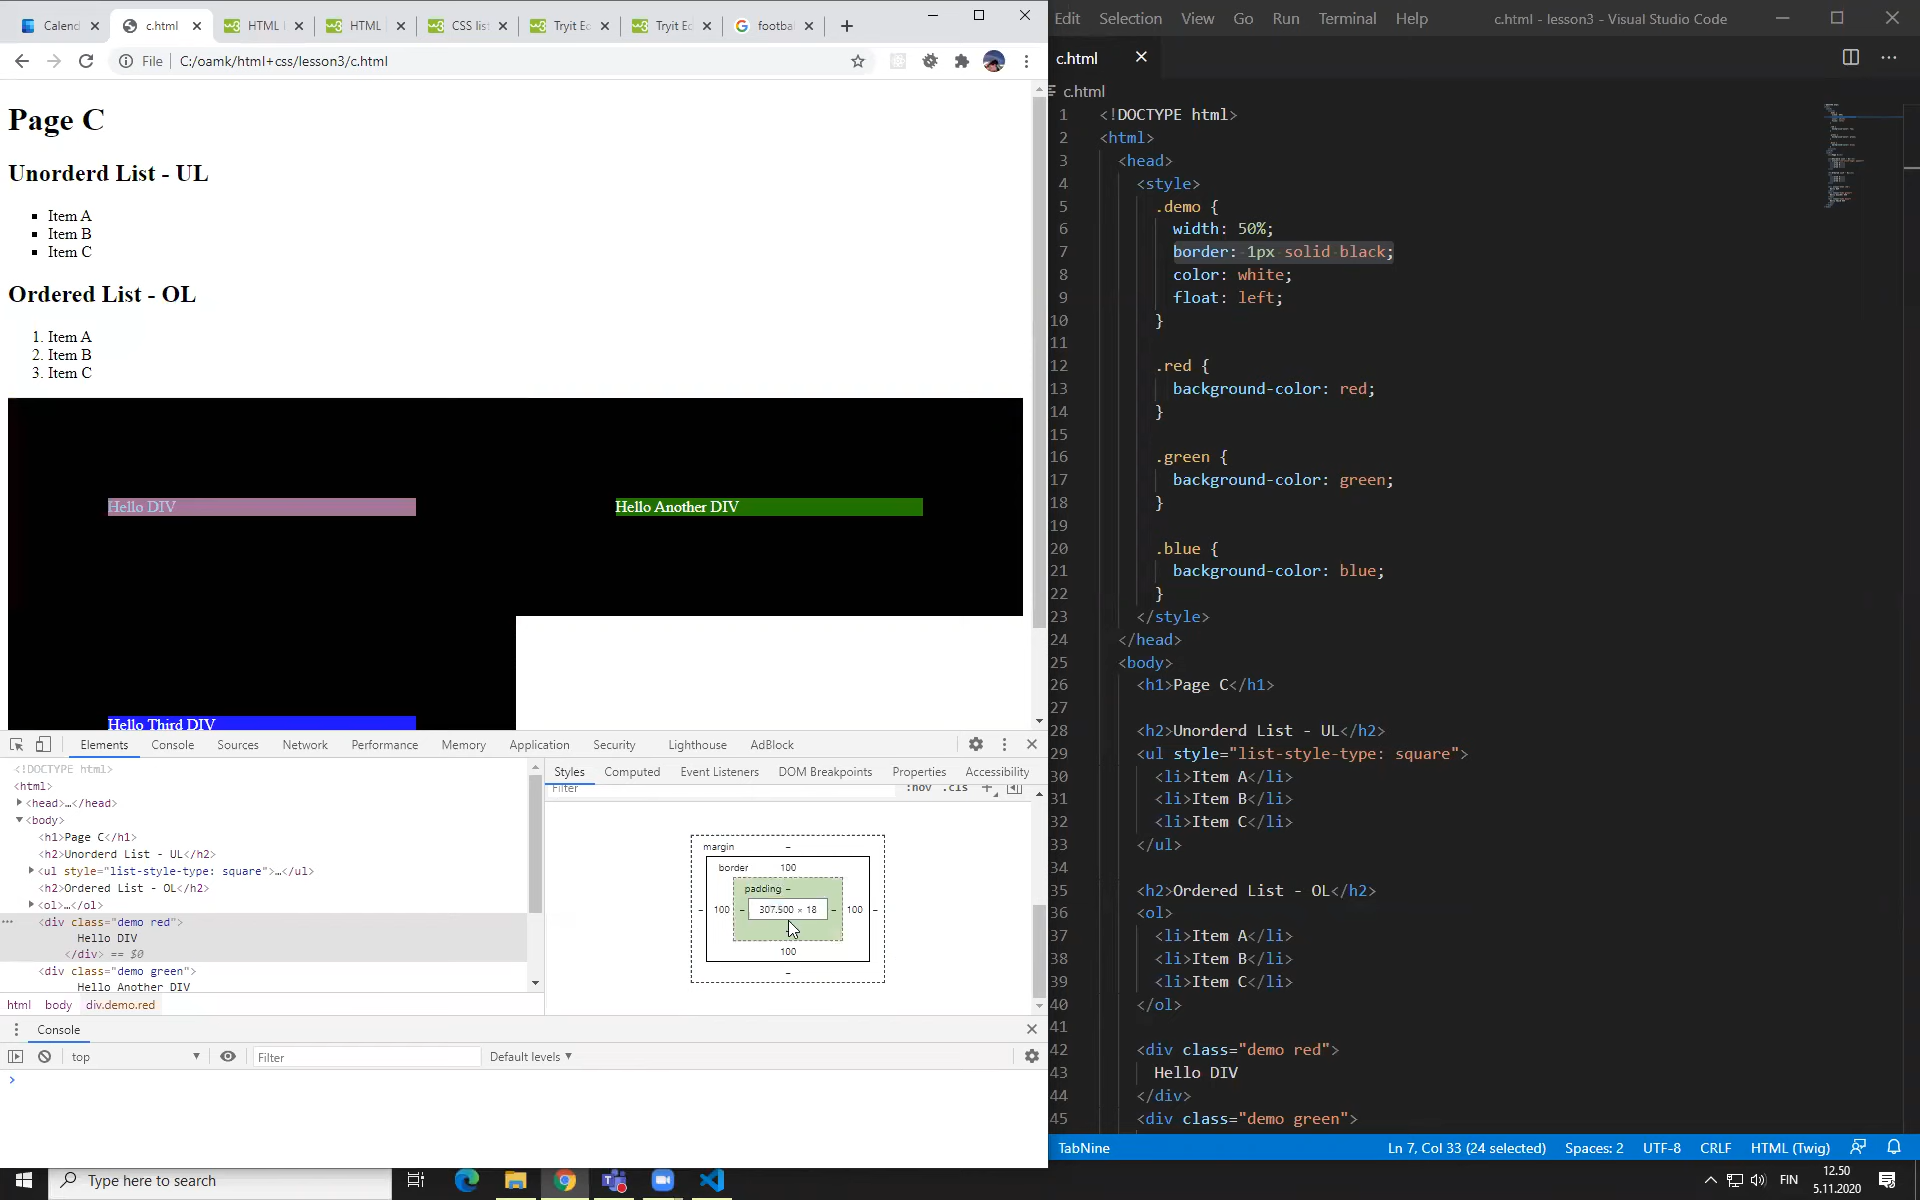 Calend
c.html
HTML
HTML
CSS list
Tryit Ed
Tryit Ed
footba
File
C:/oamk/html+css/lesson3/c.html
Page C
Unorderd List - UL
Item A
Item B
Item C
Ordered List - OL
1. Item A
2. Item B
3. Item C
Hello DIV
Hello Another DIV
Hello Third DIV
Elements Console Sources Network Performance Memory Application Security Lighthouse AdBlock
<!DOCTYPE html>
<html>
<head>…</head>
<body>
<h1>Page C</h1>
<h2>Unorderd List - UL</h2>
<ul style="list-style-type: square">…</ul>
<h2>Ordered List - OL</h2>
<ol>…</ol>
<div class="demo red">
Hello DIV
</div> == $0
<div class="demo green">
Hello Another DIV
html body div.demo.red
Styles Computed Event Listeners DOM Breakpoints Properties Accessibility
Filter :hov .cls +
margin –
border 100
padding –
– 100 – 307.500 × 18 – 100 –
100
–
Console
top Filter Default levels ▼
>
Type here to search
Edit Selection View Go Run Terminal Help c.html - lesson3 - Visual Studio Code
c.html
c.html
1 <!DOCTYPE html>
2 <html>
3 <head>
4 <style>
5 .demo {
6 width: 50%;
7 border: 1px solid black;
8 color: white;
9 float: left;
10 }
11
12 .red {
13 background-color: red;
14 }
15
16 .green {
17 background-color: green;
18 }
19
20 .blue {
21 background-color: blue;
22 }
23 </style>
24 </head>
25 <body>
26 <h1>Page C</h1>
27
28 <h2>Unorderd List - UL</h2>
29 <ul style="list-style-type: square">
30 <li>Item A</li>
31 <li>Item B</li>
32 <li>Item C</li>
33 </ul>
34
35 <h2>Ordered List - OL</h2>
36 <ol>
37 <li>Item A</li>
38 <li>Item B</li>
39 <li>Item C</li>
40 </ol>
41
42 <div class="demo red">
43 Hello DIV
44 </div>
45 <div class="demo green">
TabNine Ln 7, Col 33 (24 selected) Spaces: 2 UTF-8 CRLF HTML (Twig)
FIN
12.50
5.11.2020